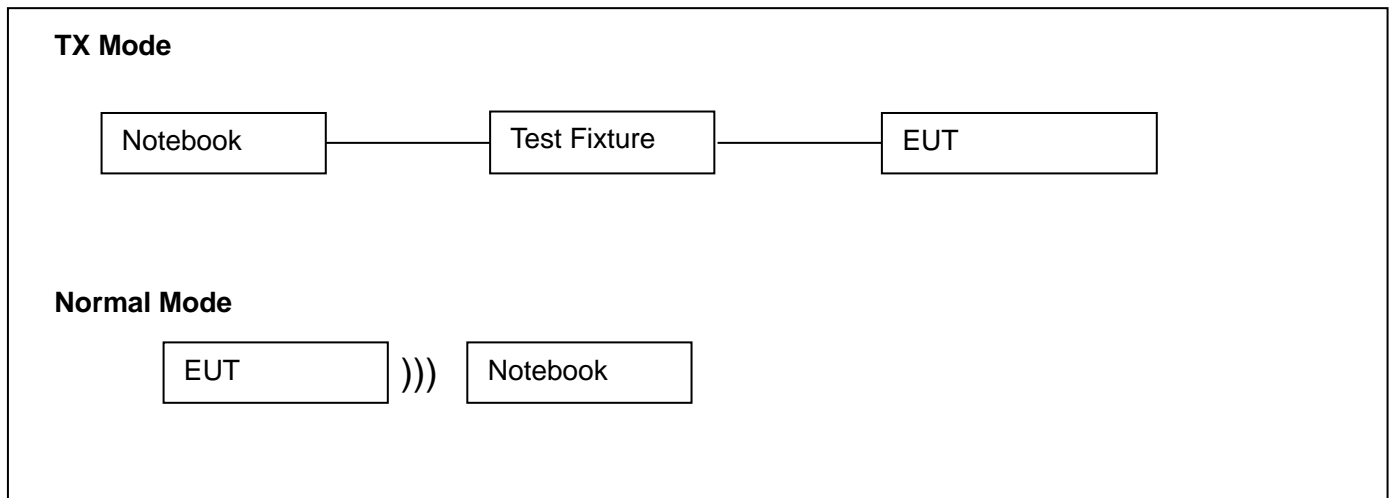 TX Mode
Notebook Test Fixture EUT
Normal Mode
EUT ))) Notebook